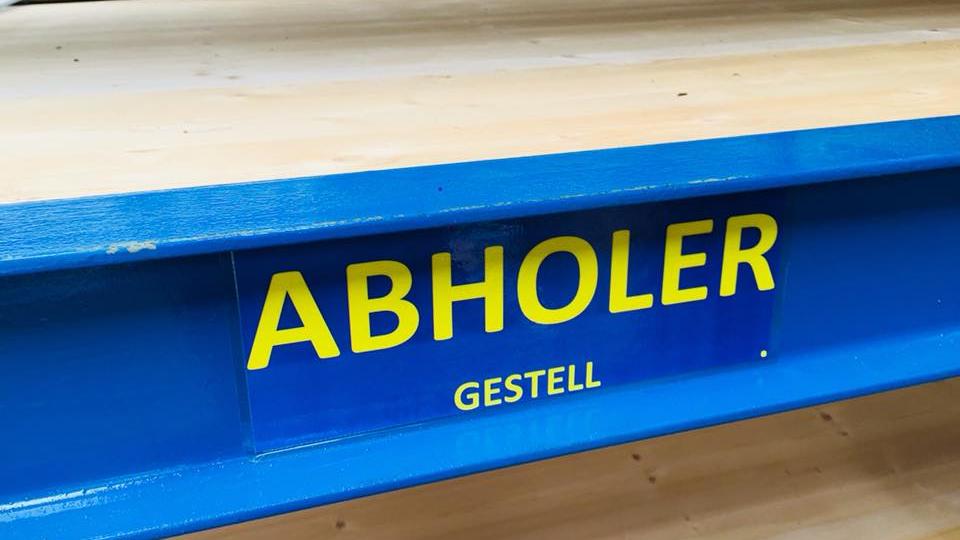 ABHOLER
GESTELL
.